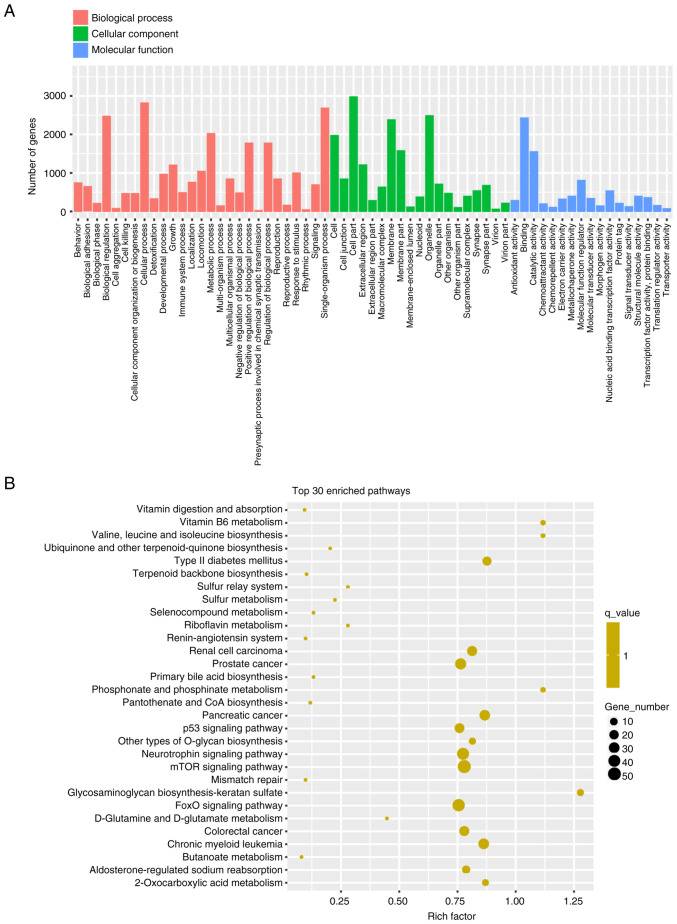 A
Biological process
Cellular component
Molecular function
Number of genes
3000
2000
1000
0
Behavior
Biological adhesion
Biological phase
Biological regulation
Cell aggregation
Cell killing
Cellular component organization or biogenesis
Cellular process
Detoxification
Developmental process
Growth
Immune system process
Localization
Locomotion
Metabolic process
Multi-organism process
Multicellular organismal process
Negative regulation of biological process
Positive regulation of biological process
Presynaptic process involved in chemical synaptic transmission
Regulation of biological process
Reproduction
Reproductive process
Response to stimulus
Rhythmic process
Signaling
Single-organism process
Cell
Cell junction
Cell part
Extracellular region
Extracellular region part
Macromolecular complex
Membrane
Membrane part
Membrane-enclosed lumen
Nucleoid
Organelle
Organelle part
Other organism
Other organism part
Supramolecular complex
Synapse
Synapse part
Virion
Virion part
Antioxidant activity
Binding
Catalytic activity
Chemoattractant activity
Chemorepellent activity
Electron carrier activity
Metallochaperone activity
Molecular function regulator
Molecular transducer activity
Morphogen activity
Nucleic acid binding transcription factor activity
Protein tag
Signal transducer activity
Structural molecule activity
Transcription factor activity, protein binding
Translation regulator activity
Transporter activity
B
Top 30 enriched pathways
Vitamin digestion and absorption
Vitamin B6 metabolism
Valine, leucine and isoleucine biosynthesis
Ubiquinone and other terpenoid-quinone biosynthesis
Type II diabetes mellitus
Terpenoid backbone biosynthesis
Sulfur relay system
Sulfur metabolism
Selenocompound metabolism
Riboflavin metabolism
Renin-angiotensin system
Renal cell carcinoma
Prostate cancer
Primary bile acid biosynthesis
Phosphonate and phosphinate metabolism
Pantothenate and CoA biosynthesis
Pancreatic cancer
p53 signaling pathway
Other types of O-glycan biosynthesis
Neurotrophin signaling pathway
mTOR signaling pathway
Mismatch repair
Glycosaminoglycan biosynthesis-keratan sulfate
FoxO signaling pathway
D-Glutamine and D-glutamate metabolism
Colorectal cancer
Chronic myeloid leukemia
Butanoate metabolism
Aldosterone-regulated sodium reabsorption
2-Oxocarboxylic acid metabolism
0.25 0.50 0.75 1.00 1.25
Rich factor
q_value
1
Gene_number
10
20
30
40
50